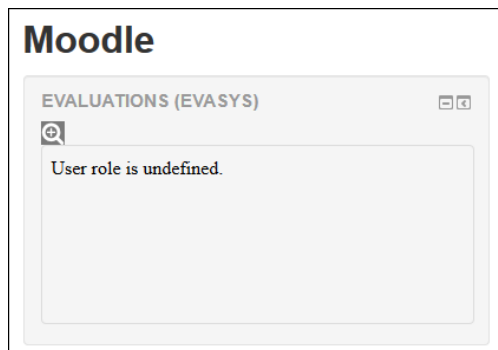 Moodle
EVALUATIONS (EVASYS)
User role is undefined.